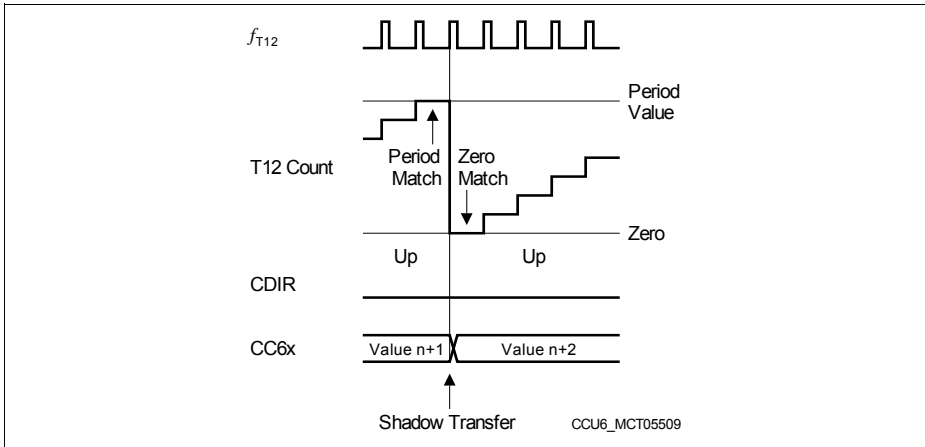 fT12
Period
Value
T12 Count
Period
Match
Zero
Match
Zero
Up
Up
CDIR
CC6x
Value n+1
Value n+2
Shadow Transfer
CCU6_MCT05509